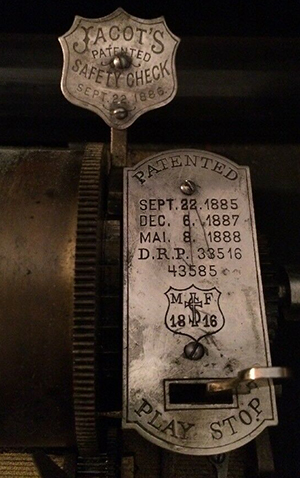 JACOT'S
PATENTED
SAFETY CHECK
SEPT. 22. 1886
PATENTED
SEPT. 22. 1885
DEC. 6. 1887
MAI. 8. 1888
D.R.P. 33516
43585
M. & F
18 16
PLAY STOP